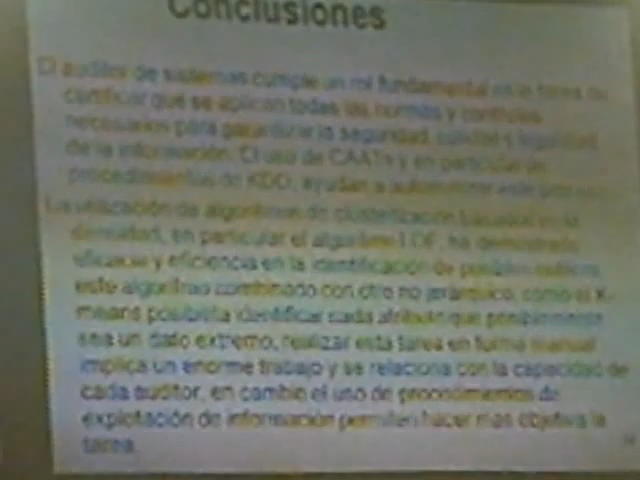 Conclusiones
El auditor de sistemas cumple un rol fundamental en la tarea de
certificar que se aplican todas las normas y controles
necesarios para garantizar la seguridad, calidad y legalidad
de la información. El uso de CAATs y en particular de
procedimientos de KDD, ayudan a automatizar este
La utilización de algoritmos de clusterización basados en la
densidad, en particular el algoritmo LOF, ha demostrado
eficacia y eficiencia en la identificación de posibles outliers,
este algoritmo combinado con otro no jerárquico, como el K-
means posibilita identificar cada atributo que posiblemente
sea un dato extremo, realizar esta tarea en forma manual
implica un enorme trabajo y se relaciona con la capacidad de
cada auditor, en cambio el uso de procedimientos de
explotación de información permiten hacer mas objetiva la
tarea.